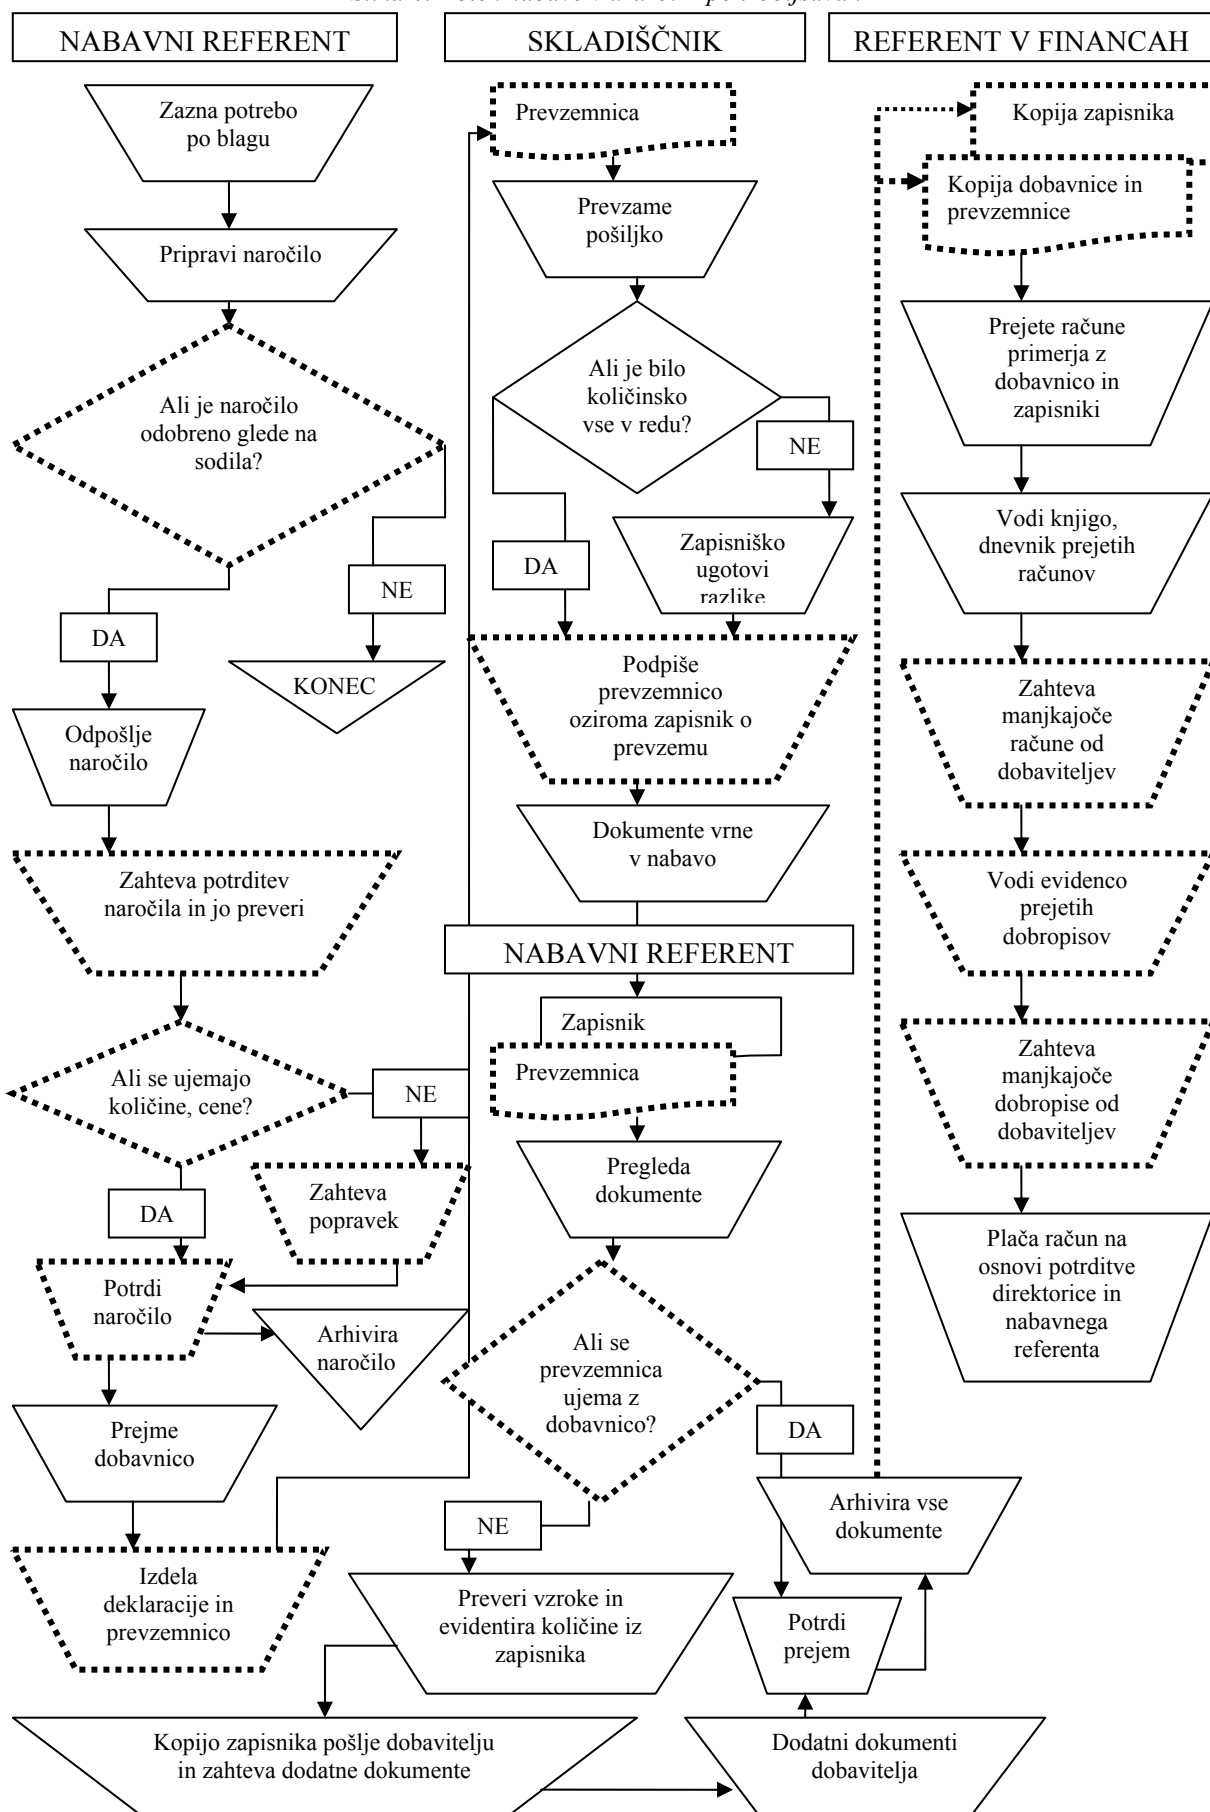 NABAVNI REFERENT
Zazna potrebo
po blagu
Pripravi naročilo
Ali je naročilo
odobreno glede na
sodila?
NE
DA
KONEC
Odpošlje
naročilo
Zahteva potrditev
naročila in jo preveri
Ali se ujemajo
količine, cene?
NE
DA
Zahteva
popravek
Potrdi
naročilo
Arhivira
naročilo
Prejme
dobavnico
Izdela
deklaracije in
prevzemnico
SKLADIŠČNIK
Prevzemnica
Prevzame
pošiljko
Ali je bilo
količinsko
vse v redu?
NE
DA
Zapisniško
ugotovi
razlike
Podpiše
prevzemnico
oziroma zapisnik o
prevzemu
Dokumente vrne
v nabavo
NABAVNI REFERENT
Zapisnik
Prevzemnica
Pregleda
dokumente
Ali se
prevzemnica
ujema z
dobavnico?
DA
NE
Preveri vzroke in
evidentira količine iz
zapisnika
Kopijo zapisnika pošlje dobavitelju
in zahteva dodatne dokumente
Dodatni dokumenti
dobavitelja
Potrdi
prejem
Arhivira vse
dokumente
REFERENT V FINANCAH
Kopija zapisnika
Kopija dobavnice in
prevzemnice
Prejete račune
primerja z
dobavnico in
zapisniki
Vodi knjigo,
dnevnik prejetih
računov
Zahteva
manjkajoče
račune od
dobaviteljev
Vodi evidenco
prejetih
dobropisov
Zahteva
manjkajoče
dobropise od
dobaviteljev
Plača račun na
osnovi potrditve
direktorice in
nabavnega
referenta